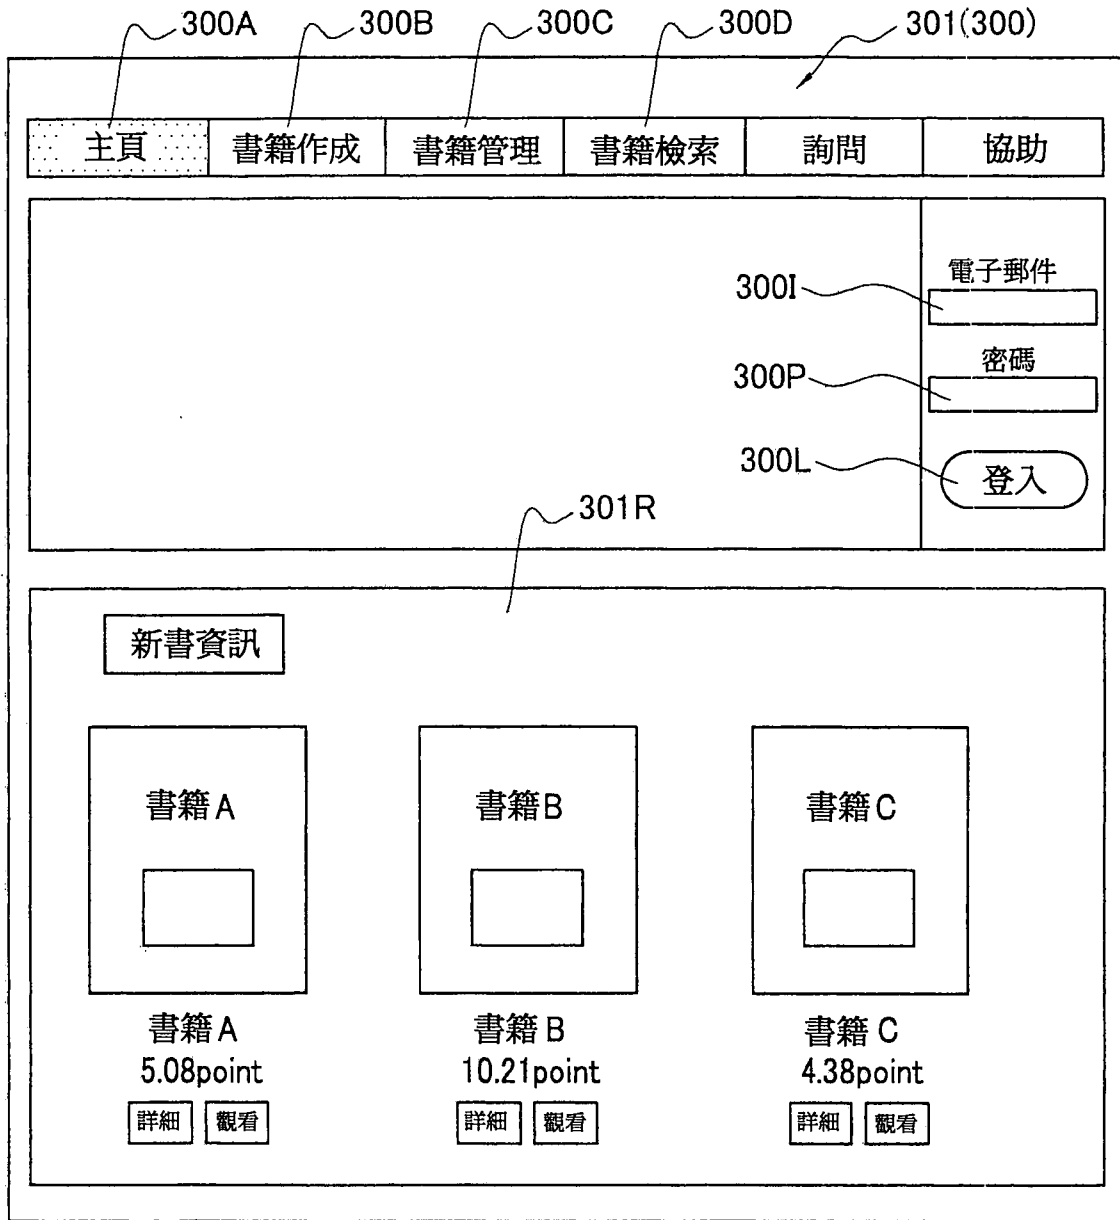 300A 300B 300C 300D 301(300)
主頁 書籍作成 書籍管理 書籍檢索 詢問 協助
電子郵件
300I
密碼
300P
300L 登入
301R
新書資訊
書籍A 書籍B 書籍C
書籍A 書籍B 書籍C
5.08point 10.21point 4.38point
詳細 觀看 詳細 觀看 詳細 觀看